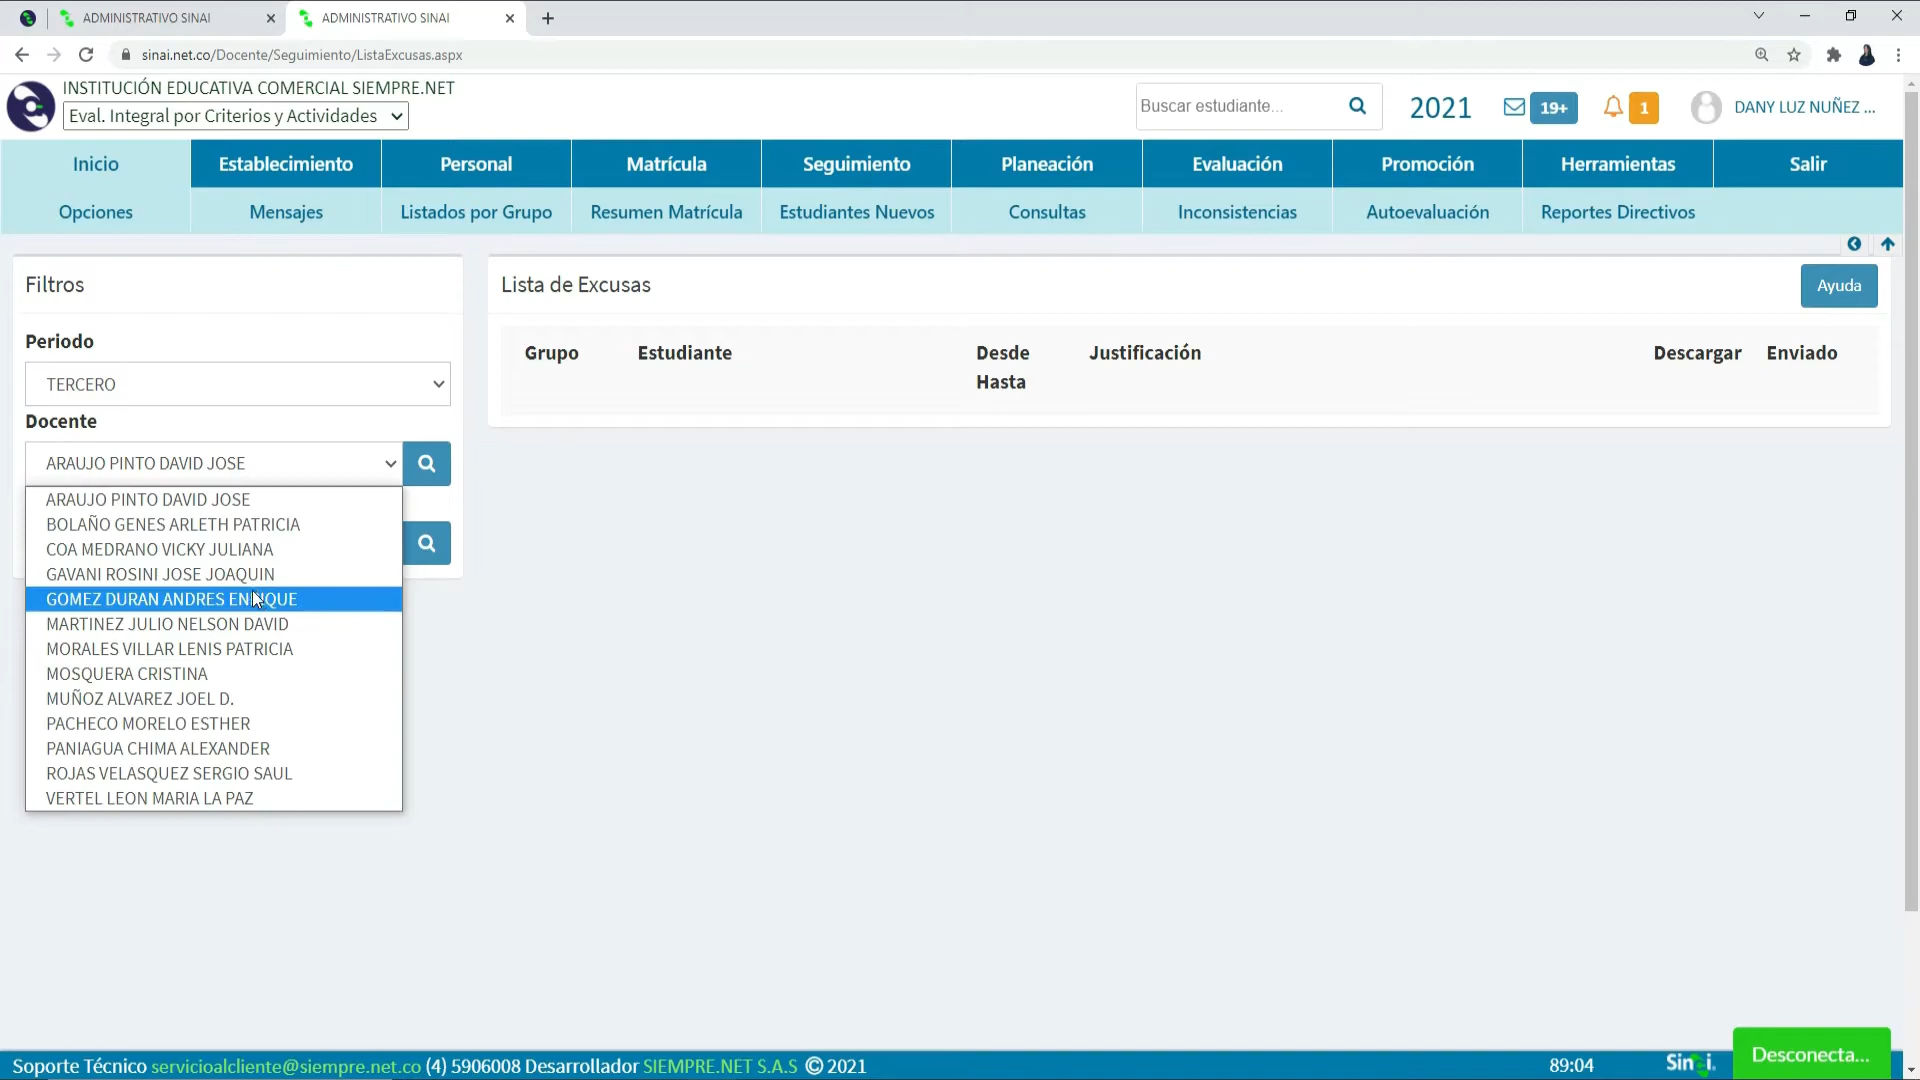 ADMINISTRATIVO SINAI
ADMINISTRATIVO SINAI
sinai.net.co/Docente/Seguimiento/ListaExcusas.aspx
INSTITUCIÓN EDUCATIVA COMERCIAL SIEMPRE.NET
Eval. Integral por Criterios y Actividades
Buscar estudiante...
2021
19+
1
DANY LUZ NUÑEZ ...
Inicio Establecimiento Personal Matrícula Seguimiento Planeación Evaluación Promoción Herramientas Salir
Opciones Mensajes Listados por Grupo Resumen Matrícula Estudiantes Nuevos Consultas Inconsistencias Autoevaluación Reportes Directivos
Filtros
Periodo
TERCERO
Docente
ARAUJO PINTO DAVID JOSE
ARAUJO PINTO DAVID JOSE
BOLAÑO GENES ARLETH PATRICIA
COA MEDRANO VICKY JULIANA
GAVANI ROSINI JOSE JOAQUIN
GOMEZ DURAN ANDRES ENRIQUE
MARTINEZ JULIO NELSON DAVID
MORALES VILLAR LENIS PATRICIA
MOSQUERA CRISTINA
MUÑOZ ALVAREZ JOEL D.
PACHECO MORELO ESTHER
PANIAGUA CHIMA ALEXANDER
ROJAS VELASQUEZ SERGIO SAUL
VERTEL LEON MARIA LA PAZ
Lista de Excusas
Ayuda
Grupo Estudiante Desde Justificación Descargar Enviado
Hasta
Soporte Técnico servicioalcliente@siempre.net.co (4) 5906008 Desarrollador SIEMPRE.NET S.A.S © 2021
89:04
Sinai.
Desconecta...